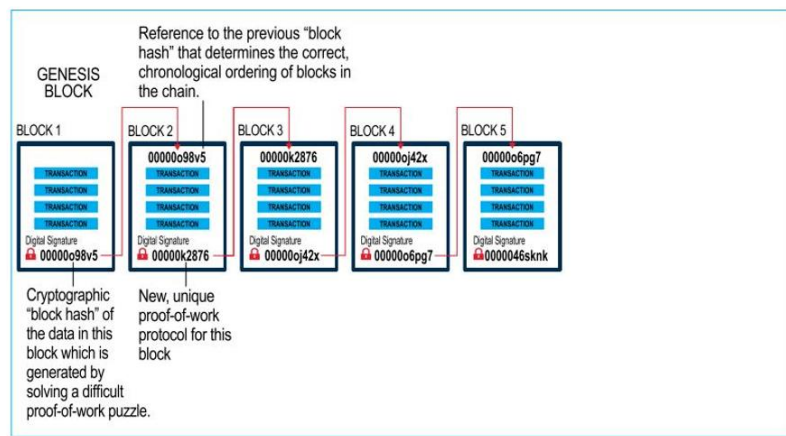 Reference to the previous “block
hash” that determines the correct,
chronological ordering of blocks in
the chain.
GENESIS
BLOCK
BLOCK 1
TRANSACTION
TRANSACTION
TRANSACTION
TRANSACTION
Digital Signature
00000o98v5
BLOCK 2
00000o98v5
TRANSACTION
TRANSACTION
TRANSACTION
TRANSACTION
Digital Signature
00000k2876
BLOCK 3
00000k2876
TRANSACTION
TRANSACTION
TRANSACTION
TRANSACTION
Digital Signature
00000oj42x
BLOCK 4
00000oj42x
TRANSACTION
TRANSACTION
TRANSACTION
TRANSACTION
Digital Signature
00000o6pg7
BLOCK 5
00000o6pg7
TRANSACTION
TRANSACTION
TRANSACTION
TRANSACTION
Digital Signature
0000046sknk
Cryptographic
“block hash” of
the data in this
block which is
generated by
solving a difficult
proof-of-work puzzle.
New, unique
proof-of-work
protocol for this
block